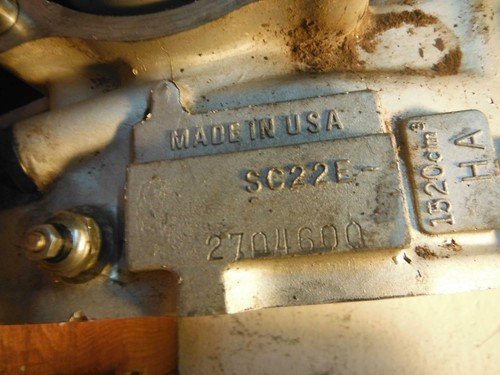 MADE IN USA
SC22E-
2704600
1520cm³
HA